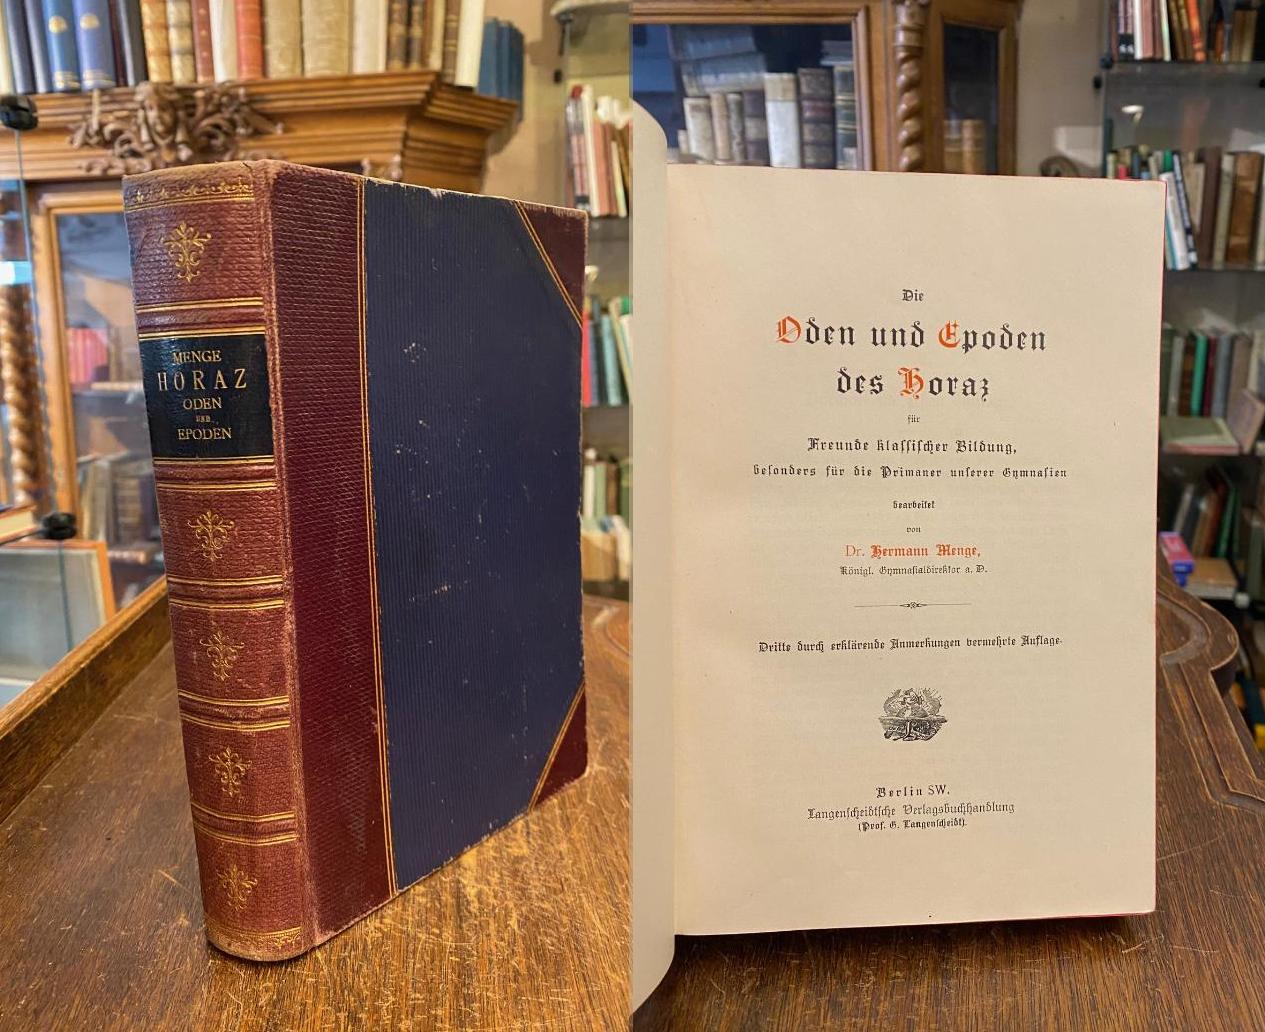 MENGE
HORAZ
ODEN
UND
EPODEN
Die
Oden und Epoden
des Horaz
für
Freunde klassischer Bildung,
besonders für die Primaner unserer Gymnasien
bearbeitet
von
Dr. Hermann Menge,
Königl. Gymnasialdirektor a. D.
Dritte durch erklärende Anmerkungen vermehrte Auflage.
Berlin SW.
Langenscheidtsche Verlagsbuchhandlung
(Prof. G. Langenscheidt).